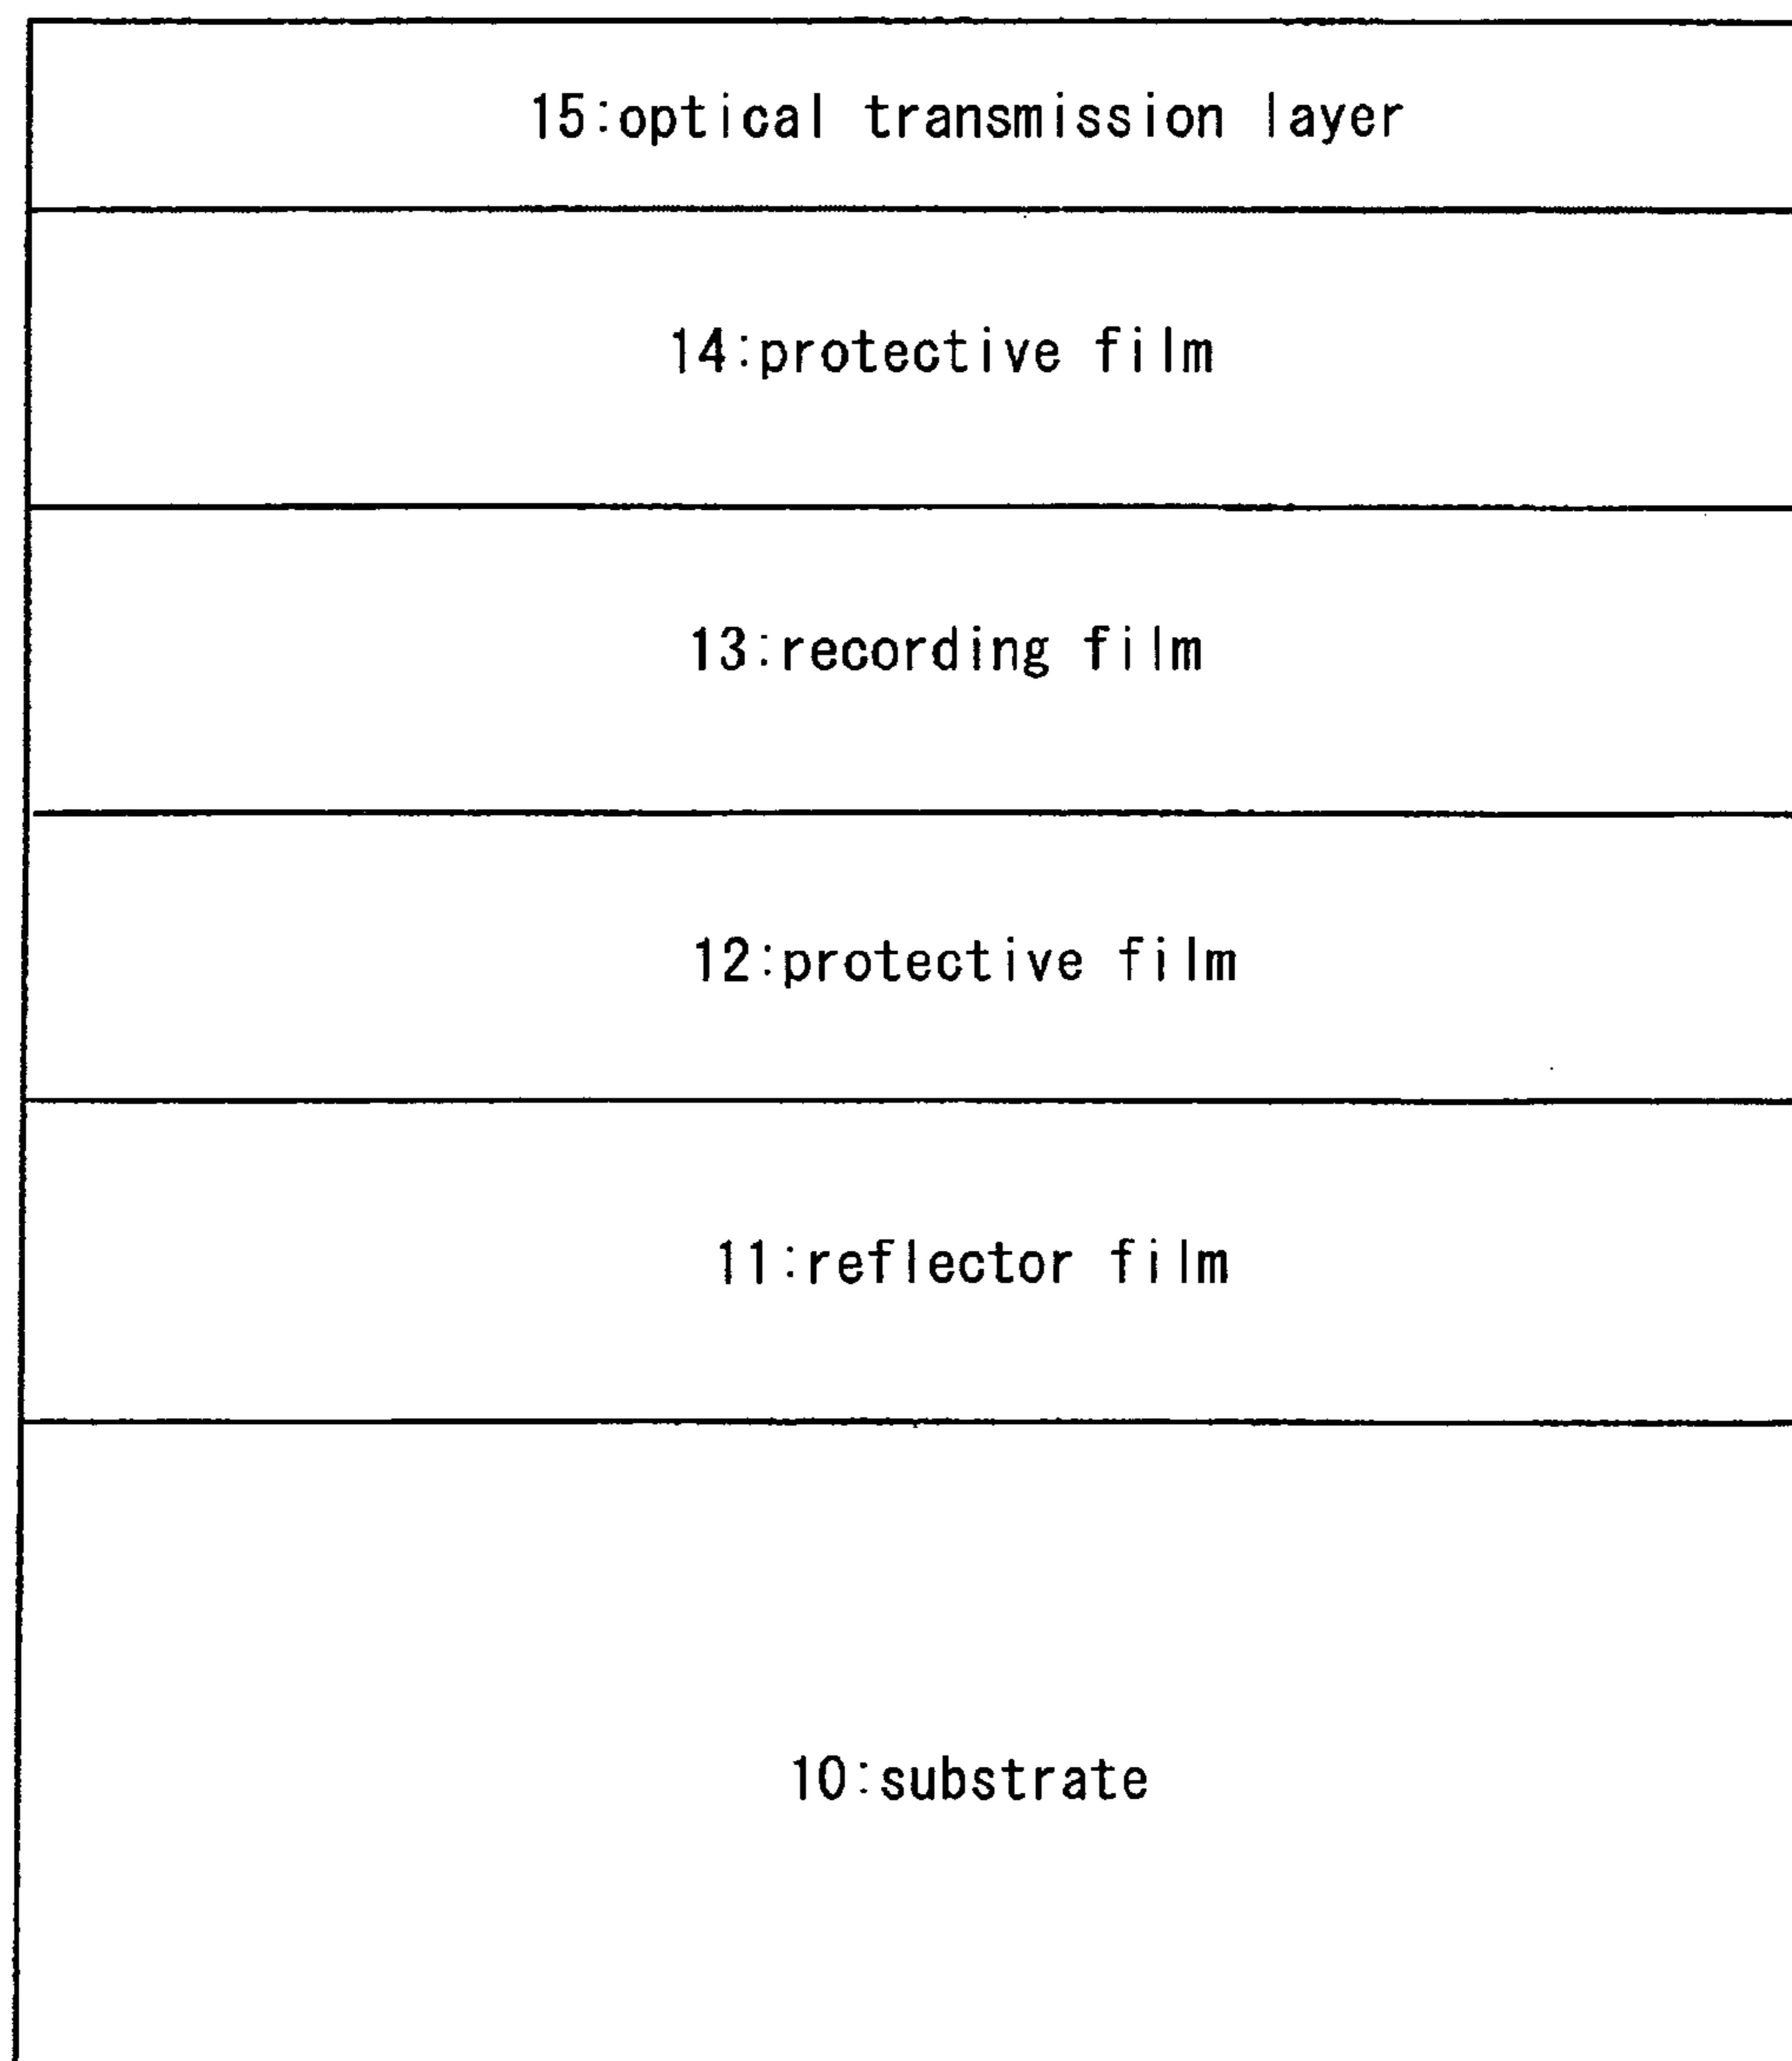 15:optical transmission layer
14:protective film
13:recording film
12:protective film
11:reflector film
10:substrate